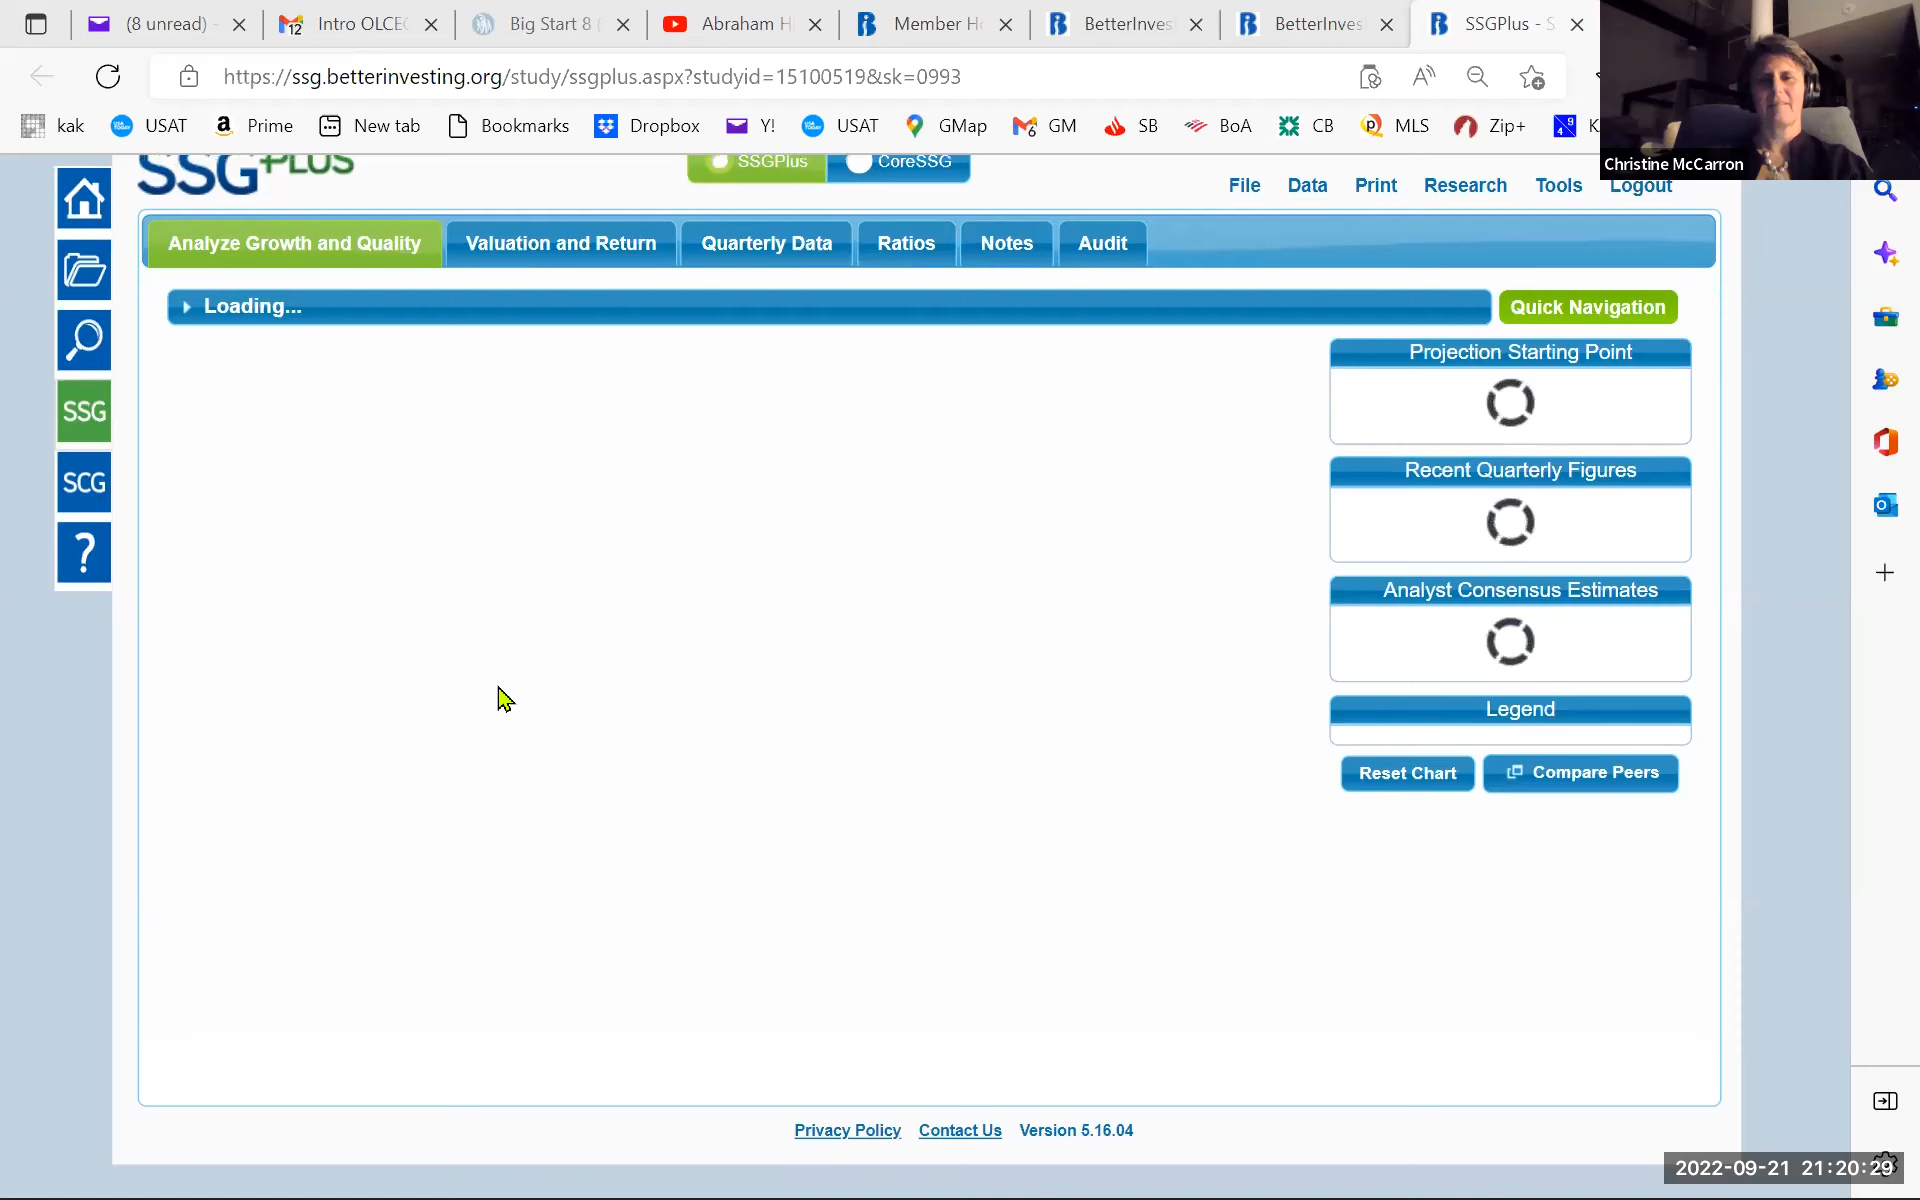 (8 unread) -
Intro OLCE
Big Start 8
Abraham H
Member H
BetterInves
BetterInves
SSGPlus - S
https://ssg.betterinvesting.org/study/ssgplus.aspx?studyid=15100519&sk=0993
kak USAT Prime New tab Bookmarks Dropbox Y! USAT GMap GM SB BoA CB MLS Zip+ K
Christine McCarron
SSG PLUS
SSGPlus CoreSSG
File Data Print Research Tools Logout
Analyze Growth and Quality Valuation and Return Quarterly Data Ratios Notes Audit
Loading...
Quick Navigation
Projection Starting Point
SSG
Recent Quarterly Figures
SCG
?
Analyst Consensus Estimates
Legend
Reset Chart Compare Peers
Privacy Policy Contact Us Version 5.16.04
2022-09-21 21:20:29